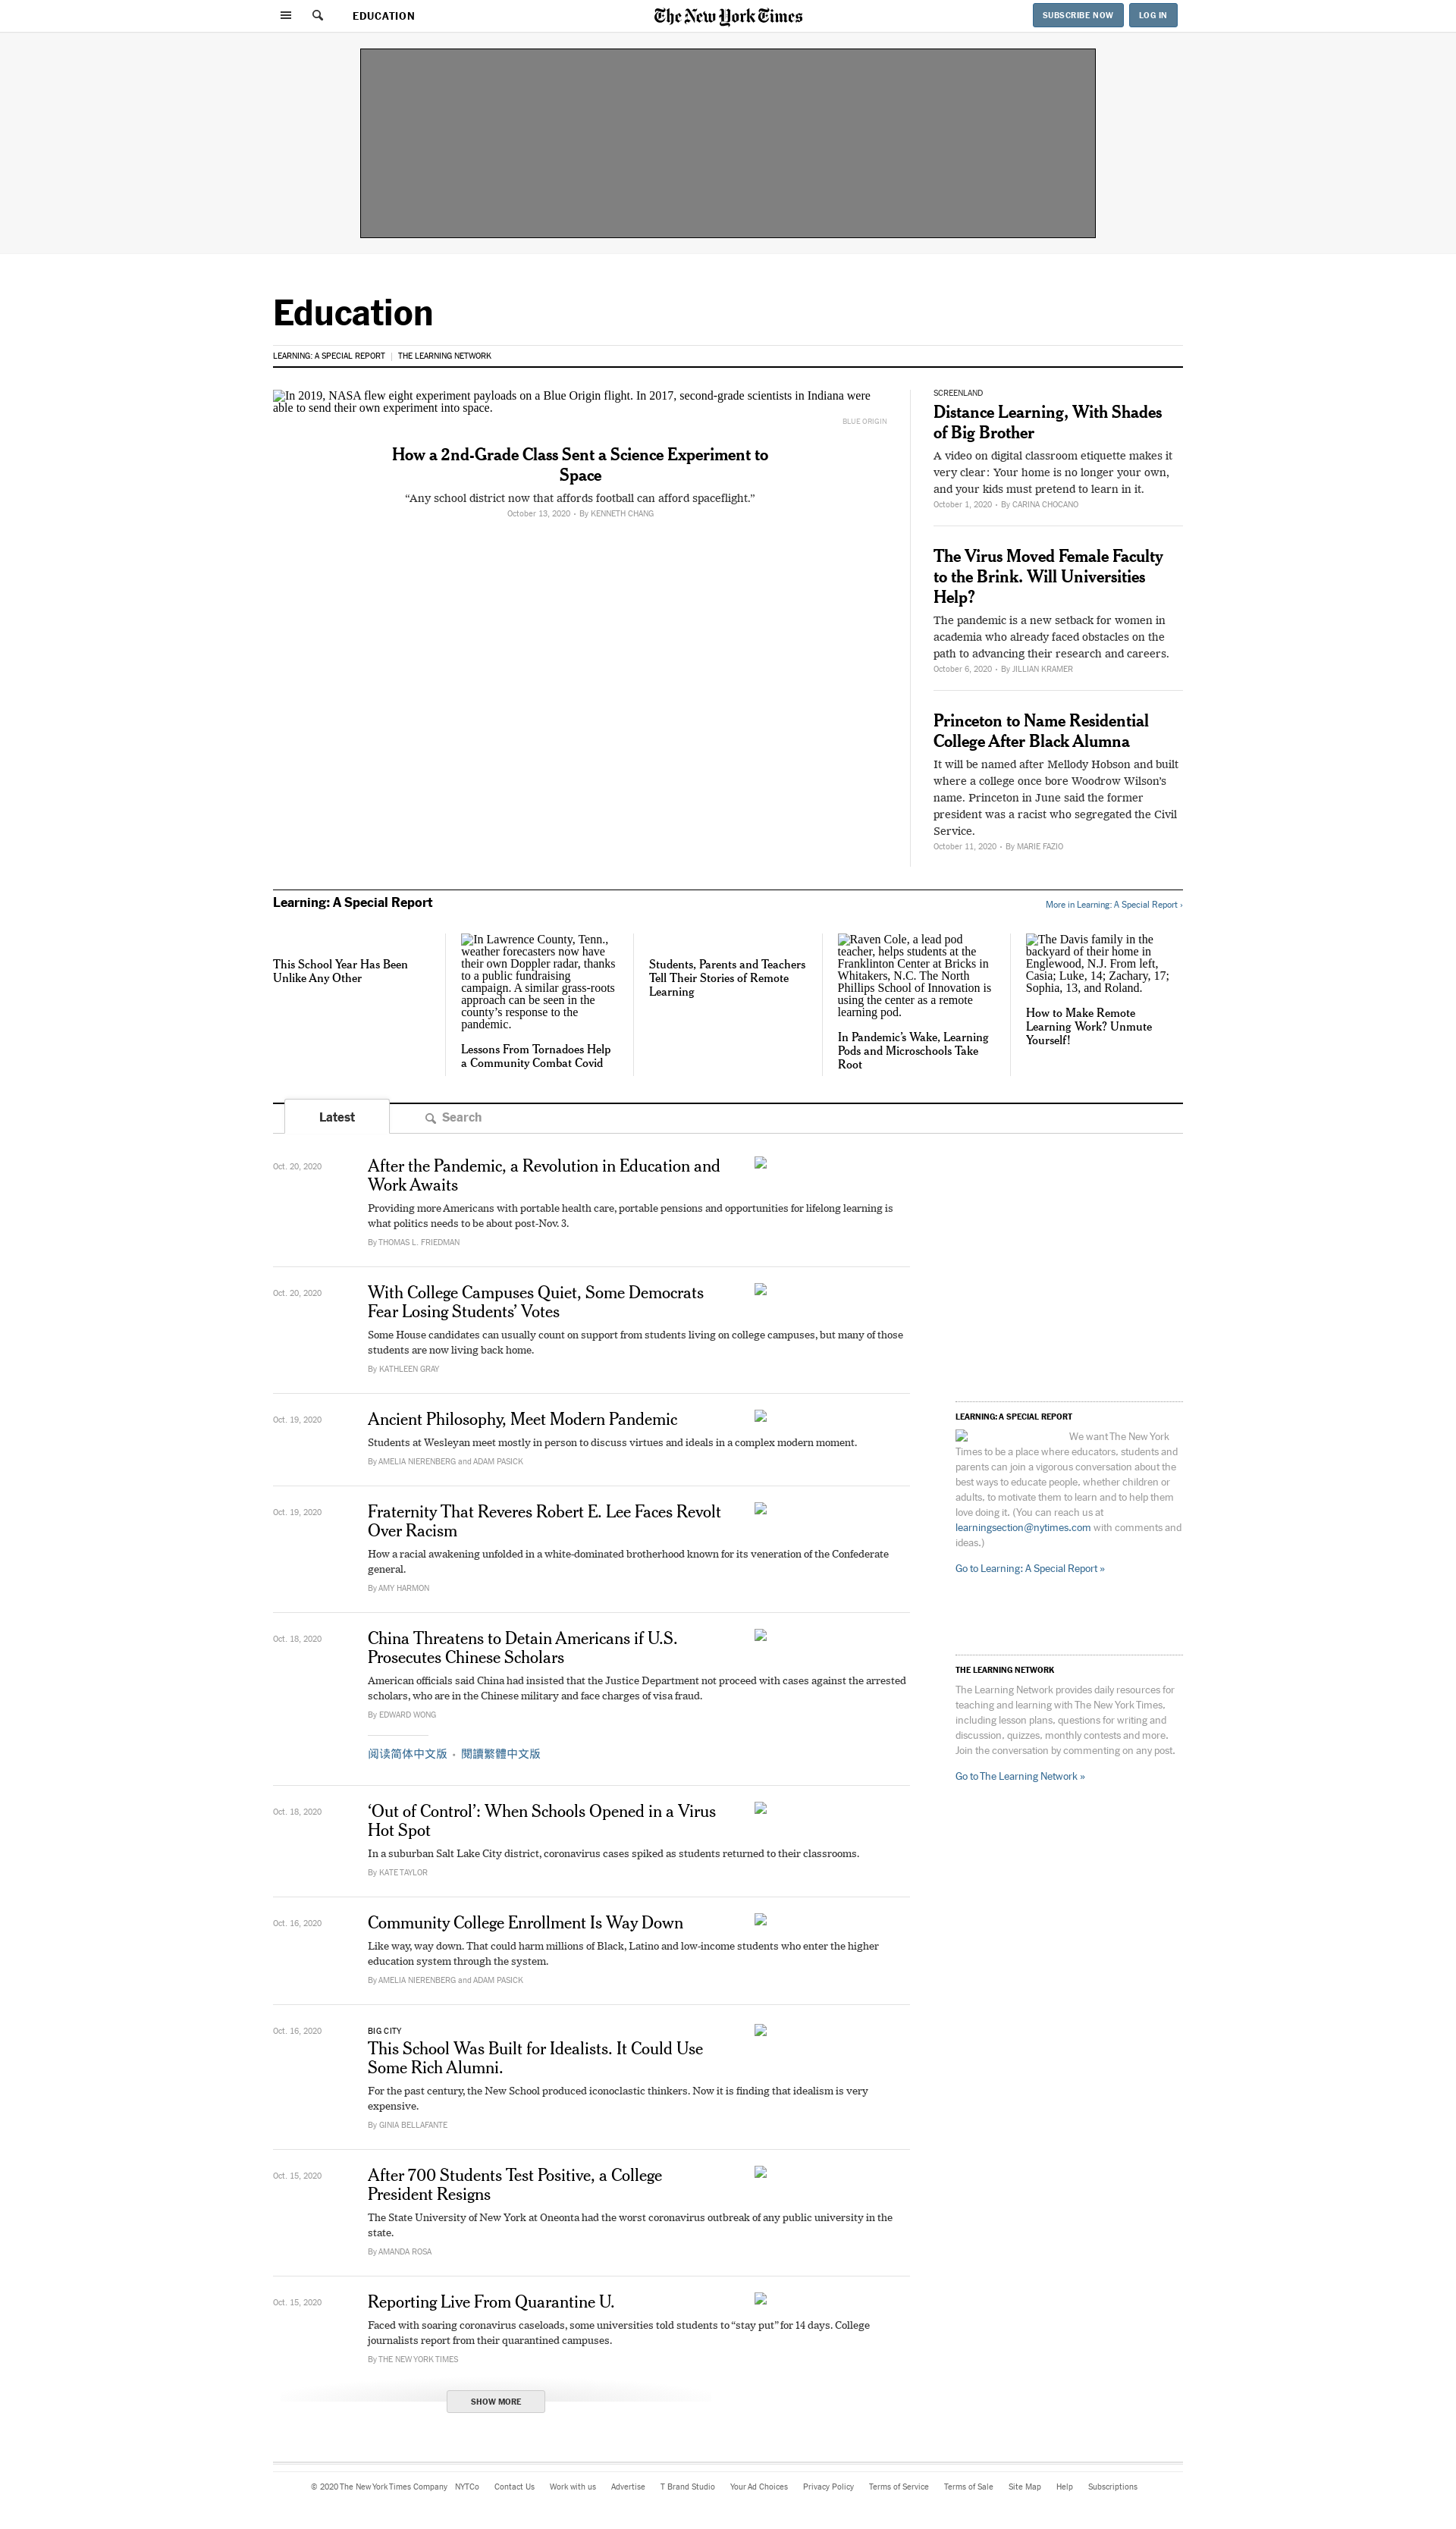 EDUCATION
The New York Times
SUBSCRIBE NOW
LOG IN
Education
LEARNING: A SPECIAL REPORT
THE LEARNING NETWORK
In 2019, NASA flew eight experiment payloads on a Blue Origin flight. In 2017, second-grade scientists in Indiana were
able to send their own experiment into space.
BLUE ORIGIN
How a 2nd-Grade Class Sent a Science Experiment to
Space
“Any school district now that affords football can afford spaceflight.”
October 13, 2020 • By KENNETH CHANG
SCREENLAND
Distance Learning, With Shades
of Big Brother
A video on digital classroom etiquette makes it
very clear: Your home is no longer your own,
and your kids must pretend to learn in it.
October 1, 2020 • By CARINA CHOCANO
The Virus Moved Female Faculty
to the Brink. Will Universities
Help?
The pandemic is a new setback for women in
academia who already faced obstacles on the
path to advancing their research and careers.
October 6, 2020 • By JILLIAN KRAMER
Princeton to Name Residential
College After Black Alumna
It will be named after Mellody Hobson and built
where a college once bore Woodrow Wilson’s
name. Princeton in June said the former
president was a racist who segregated the Civil
Service.
October 11, 2020 • By MARIE FAZIO
Learning: A Special Report
More in Learning: A Special Report ›
This School Year Has Been
Unlike Any Other
In Lawrence County, Tenn.,
weather forecasters now have
their own Doppler radar, thanks
to a public fundraising
campaign. A similar grass-roots
approach can be seen in the
county’s response to the
pandemic.
Lessons From Tornadoes Help
a Community Combat Covid
Students, Parents and Teachers
Tell Their Stories of Remote
Learning
Raven Cole, a lead pod
teacher, helps students at the
Franklinton Center at Bricks in
Whitakers, N.C. The North
Phillips School of Innovation is
using the center as a remote
learning pod.
In Pandemic’s Wake, Learning
Pods and Microschools Take
Root
The Davis family in the
backyard of their home in
Englewood, N.J. From left,
Casia; Luke, 14; Zachary, 17;
Sophia, 13, and Roland.
How to Make Remote
Learning Work? Unmute
Yourself!
Latest
Search
Oct. 20, 2020
After the Pandemic, a Revolution in Education and
Work Awaits
Providing more Americans with portable health care, portable pensions and opportunities for lifelong learning is
what politics needs to be about post-Nov. 3.
By THOMAS L. FRIEDMAN
Oct. 20, 2020
With College Campuses Quiet, Some Democrats
Fear Losing Students’ Votes
Some House candidates can usually count on support from students living on college campuses, but many of those
students are now living back home.
By KATHLEEN GRAY
Oct. 19, 2020
Ancient Philosophy, Meet Modern Pandemic
Students at Wesleyan meet mostly in person to discuss virtues and ideals in a complex modern moment.
By AMELIA NIERENBERG and ADAM PASICK
Oct. 19, 2020
Fraternity That Reveres Robert E. Lee Faces Revolt
Over Racism
How a racial awakening unfolded in a white-dominated brotherhood known for its veneration of the Confederate
general.
By AMY HARMON
Oct. 18, 2020
China Threatens to Detain Americans if U.S.
Prosecutes Chinese Scholars
American officials said China had insisted that the Justice Department not proceed with cases against the arrested
scholars, who are in the Chinese military and face charges of visa fraud.
By EDWARD WONG
阅读简体中文版 • 閱讀繁體中文版
Oct. 18, 2020
‘Out of Control’: When Schools Opened in a Virus
Hot Spot
In a suburban Salt Lake City district, coronavirus cases spiked as students returned to their classrooms.
By KATE TAYLOR
Oct. 16, 2020
Community College Enrollment Is Way Down
Like way, way down. That could harm millions of Black, Latino and low-income students who enter the higher
education system through the system.
By AMELIA NIERENBERG and ADAM PASICK
Oct. 16, 2020
BIG CITY
This School Was Built for Idealists. It Could Use
Some Rich Alumni.
For the past century, the New School produced iconoclastic thinkers. Now it is finding that idealism is very
expensive.
By GINIA BELLAFANTE
Oct. 15, 2020
After 700 Students Test Positive, a College
President Resigns
The State University of New York at Oneonta had the worst coronavirus outbreak of any public university in the
state.
By AMANDA ROSA
Oct. 15, 2020
Reporting Live From Quarantine U.
Faced with soaring coronavirus caseloads, some universities told students to “stay put” for 14 days. College
journalists report from their quarantined campuses.
By THE NEW YORK TIMES
SHOW MORE
LEARNING: A SPECIAL REPORT
We want The New York
Times to be a place where educators, students and
parents can join a vigorous conversation about the
best ways to educate people, whether children or
adults, to motivate them to learn and to help them
love doing it. (You can reach us at
learningsection@nytimes.com with comments and
ideas.)
Go to Learning: A Special Report »
THE LEARNING NETWORK
The Learning Network provides daily resources for
teaching and learning with The New York Times,
including lesson plans, questions for writing and
discussion, quizzes, monthly contests and more.
Join the conversation by commenting on any post.
Go to The Learning Network »
© 2020 The New York Times Company NYTCo Contact Us Work with us Advertise T Brand Studio Your Ad Choices Privacy Policy Terms of Service Terms of Sale Site Map Help Subscriptions